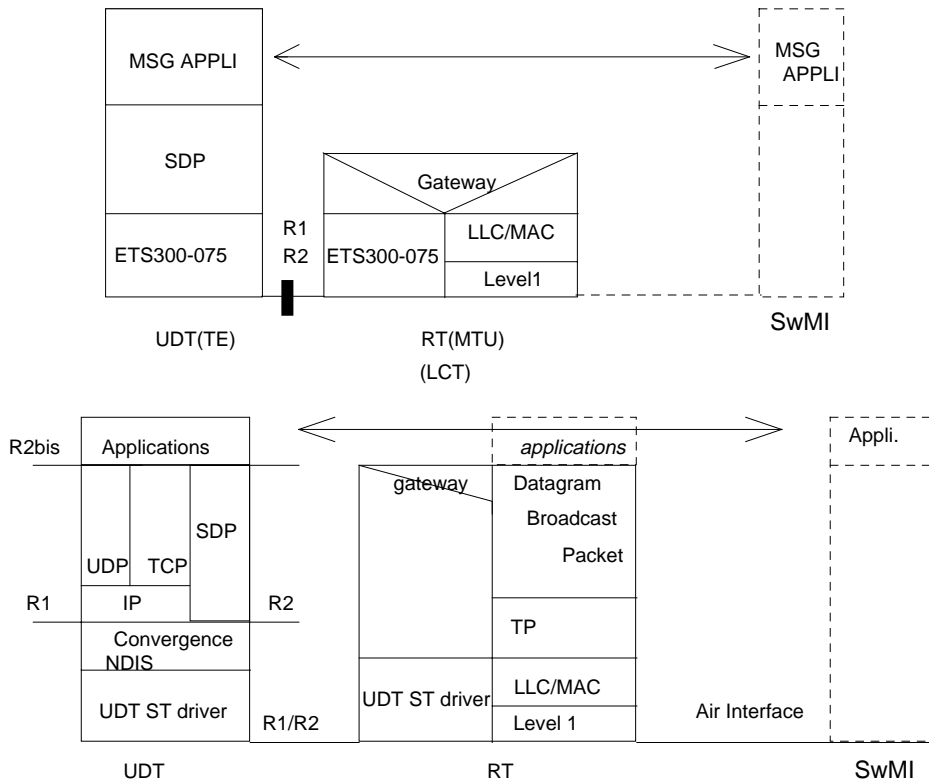 MSG APPLI
MSG
APPLI
SDP
Gateway
R1
R2
ETS300-075
ETS300-075
LLC/MAC
Level1
SwMI
UDT(TE)
RT(MTU)
(LCT)
R2bis
Applications
applications
Appli.
gateway
Datagram
Broadcast
Packet
SDP
UDP
TCP
R1
IP
R2
TP
Convergence
NDIS
UDT ST driver
R1/R2
UDT ST driver
LLC/MAC
Level 1
Air Interface
UDT
RT
SwMI